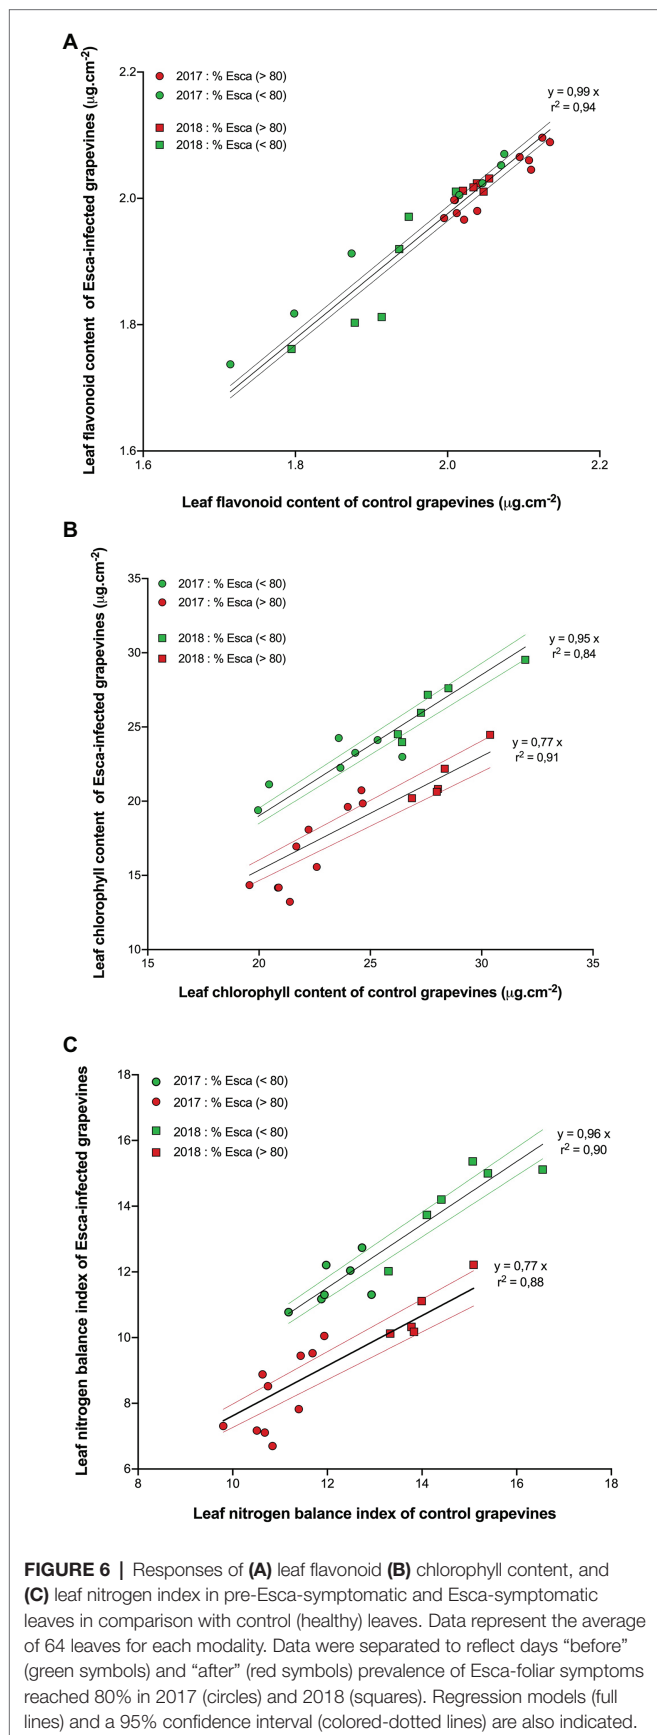 A
2.2
2017 : % Esca (> 80)
2017 : % Esca (< 80)
2018 : % Esca (> 80)
2018 : % Esca (< 80)
y = 0,99 x
r2 = 0,94
2.0
1.8
1.6
1.6 1.8 2.0 2.2
Leaf flavonoid content of Esca-infected grapevines (µg.cm-2)
Leaf flavonoid content of control grapevines (µg.cm-2)
B
35
2017 : % Esca (< 80)
2017 : % Esca (> 80)
2018 : % Esca (< 80)
2018 : % Esca (> 80)
y = 0,95 x
r2 = 0,84
y = 0,77 x
r2 = 0,91
30
25
20
15
10
15 20 25 30 35
Leaf chlorophyll content of Esca-infected grapevines (µg.cm-2)
Leaf chlorophyll content of control grapevines (µg.cm-2)
C
18
2017 : % Esca (< 80)
2017 : % Esca (> 80)
2018 : % Esca (< 80)
2018 : % Esca (> 80)
y = 0,96 x
r2 = 0,90
y = 0,77 x
r2 = 0,88
16
14
12
10
8
6
8 10 12 14 16 18
Leaf nitrogen balance index of Esca-infected grapevines
Leaf nitrogen balance index of control grapevines
FIGURE 6 | Responses of (A) leaf flavonoid (B) chlorophyll content, and
(C) leaf nitrogen index in pre-Esca-symptomatic and Esca-symptomatic
leaves in comparison with control (healthy) leaves. Data represent the average
of 64 leaves for each modality. Data were separated to reflect days “before”
(green symbols) and “after” (red symbols) prevalence of Esca-foliar symptoms
reached 80% in 2017 (circles) and 2018 (squares). Regression models (full
lines) and a 95% confidence interval (colored-dotted lines) are also indicated.